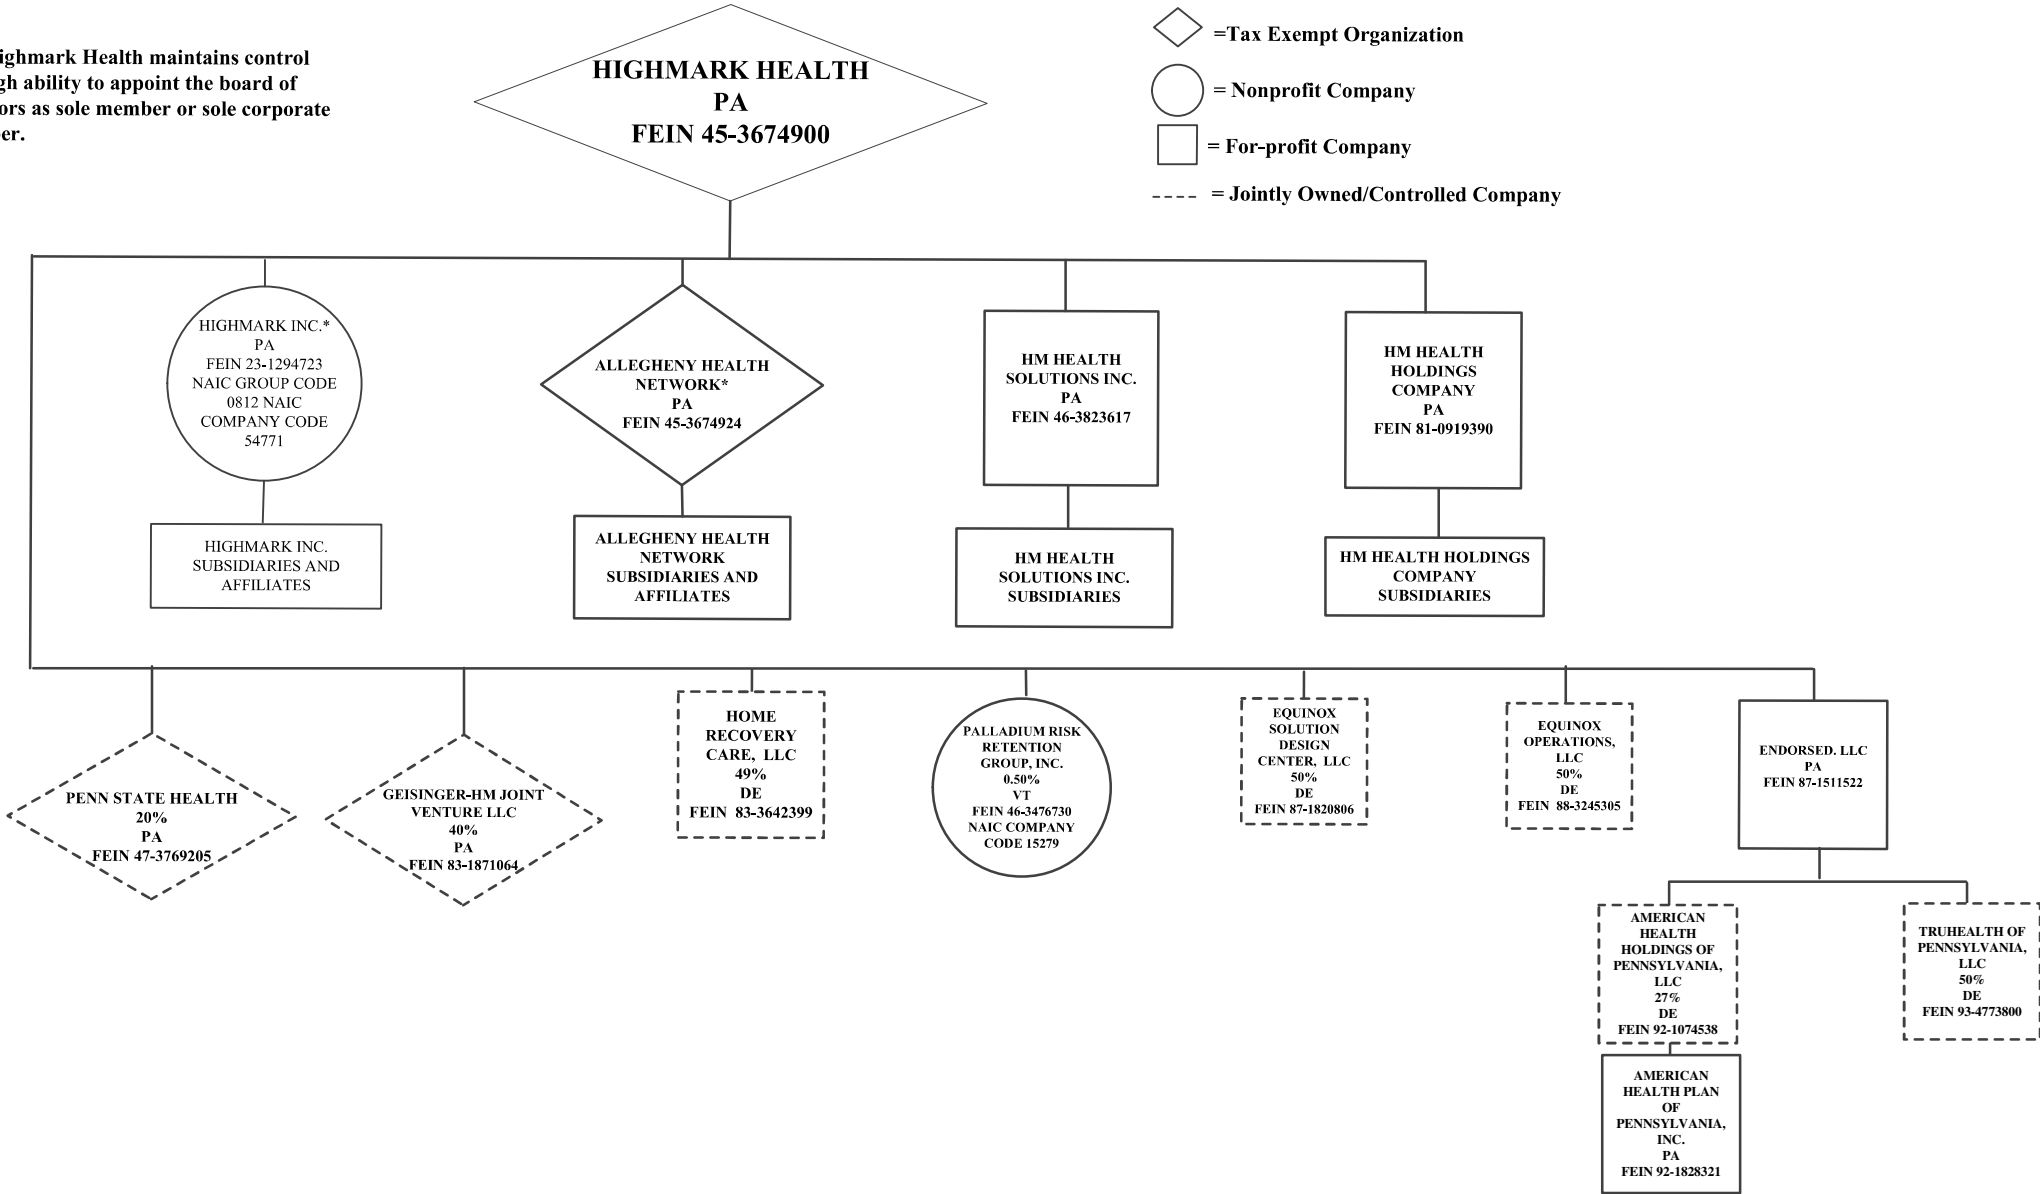 ighmark Health maintains control
gh ability to appoint the board of
ors as sole member or sole corporate
er.
HIGHMARK HEALTH
PA
FEIN 45-3674900
=Tax Exempt Organization
= Nonprofit Company
= For-profit Company
= Jointly Owned/Controlled Company
HIGHMARK INC.*
PA
FEIN 23-1294723
NAIC GROUP CODE
0812 NAIC
COMPANY CODE
54771
ALLEGHENY HEALTH
NETWORK*
PA
FEIN 45-3674924
HM HEALTH
SOLUTIONS INC.
PA
FEIN 46-3823617
HM HEALTH
HOLDINGS
COMPANY
PA
FEIN 81-0919390
HIGHMARK INC.
SUBSIDIARIES AND
AFFILIATES
ALLEGHENY HEALTH
NETWORK
SUBSIDIARIES AND
AFFILIATES
HM HEALTH
SOLUTIONS INC.
SUBSIDIARIES
HM HEALTH HOLDINGS
COMPANY
SUBSIDIARIES
PENN STATE HEALTH
20%
PA
FEIN 47-3769205
GEISINGER-HM JOINT
VENTURE LLC
40%
PA
FEIN 83-1871064
HOME
RECOVERY
CARE, LLC
49%
DE
FEIN 83-3642399
PALLADIUM RISK
RETENTION
GROUP, INC.
0.50%
VT
FEIN 46-3476730
NAIC COMPANY
CODE 15279
EQUINOX
SOLUTION
DESIGN
CENTER, LLC
50%
DE
FEIN 87-1820806
EQUINOX
OPERATIONS,
LLC
50%
DE
FEIN 88-3245305
ENDORSED. LLC
PA
FEIN 87-1511522
AMERICAN
HEALTH
HOLDINGS OF
PENNSYLVANIA,
LLC
27%
DE
FEIN 92-1074538
TRUHEALTH OF
PENNSYLVANIA,
LLC
50%
DE
FEIN 93-4773800
AMERICAN
HEALTH PLAN
OF
PENNSYLVANIA,
INC.
PA
FEIN 92-1828321